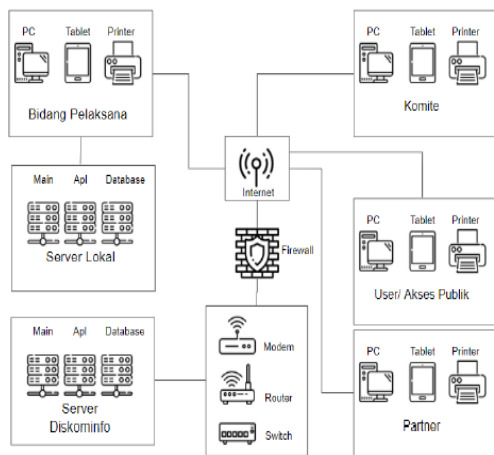 PC Tablet Printer
Bidang Pelaksana
PC Tablet Printer
Komite
Internet
Main Apl Database
Server Lokal
Firewall
PC Tablet Printer
User/ Akses Publik
Main Apl Database
Server
Diskominfo
Modem
Router
Switch
PC Tablet Printer
Partner